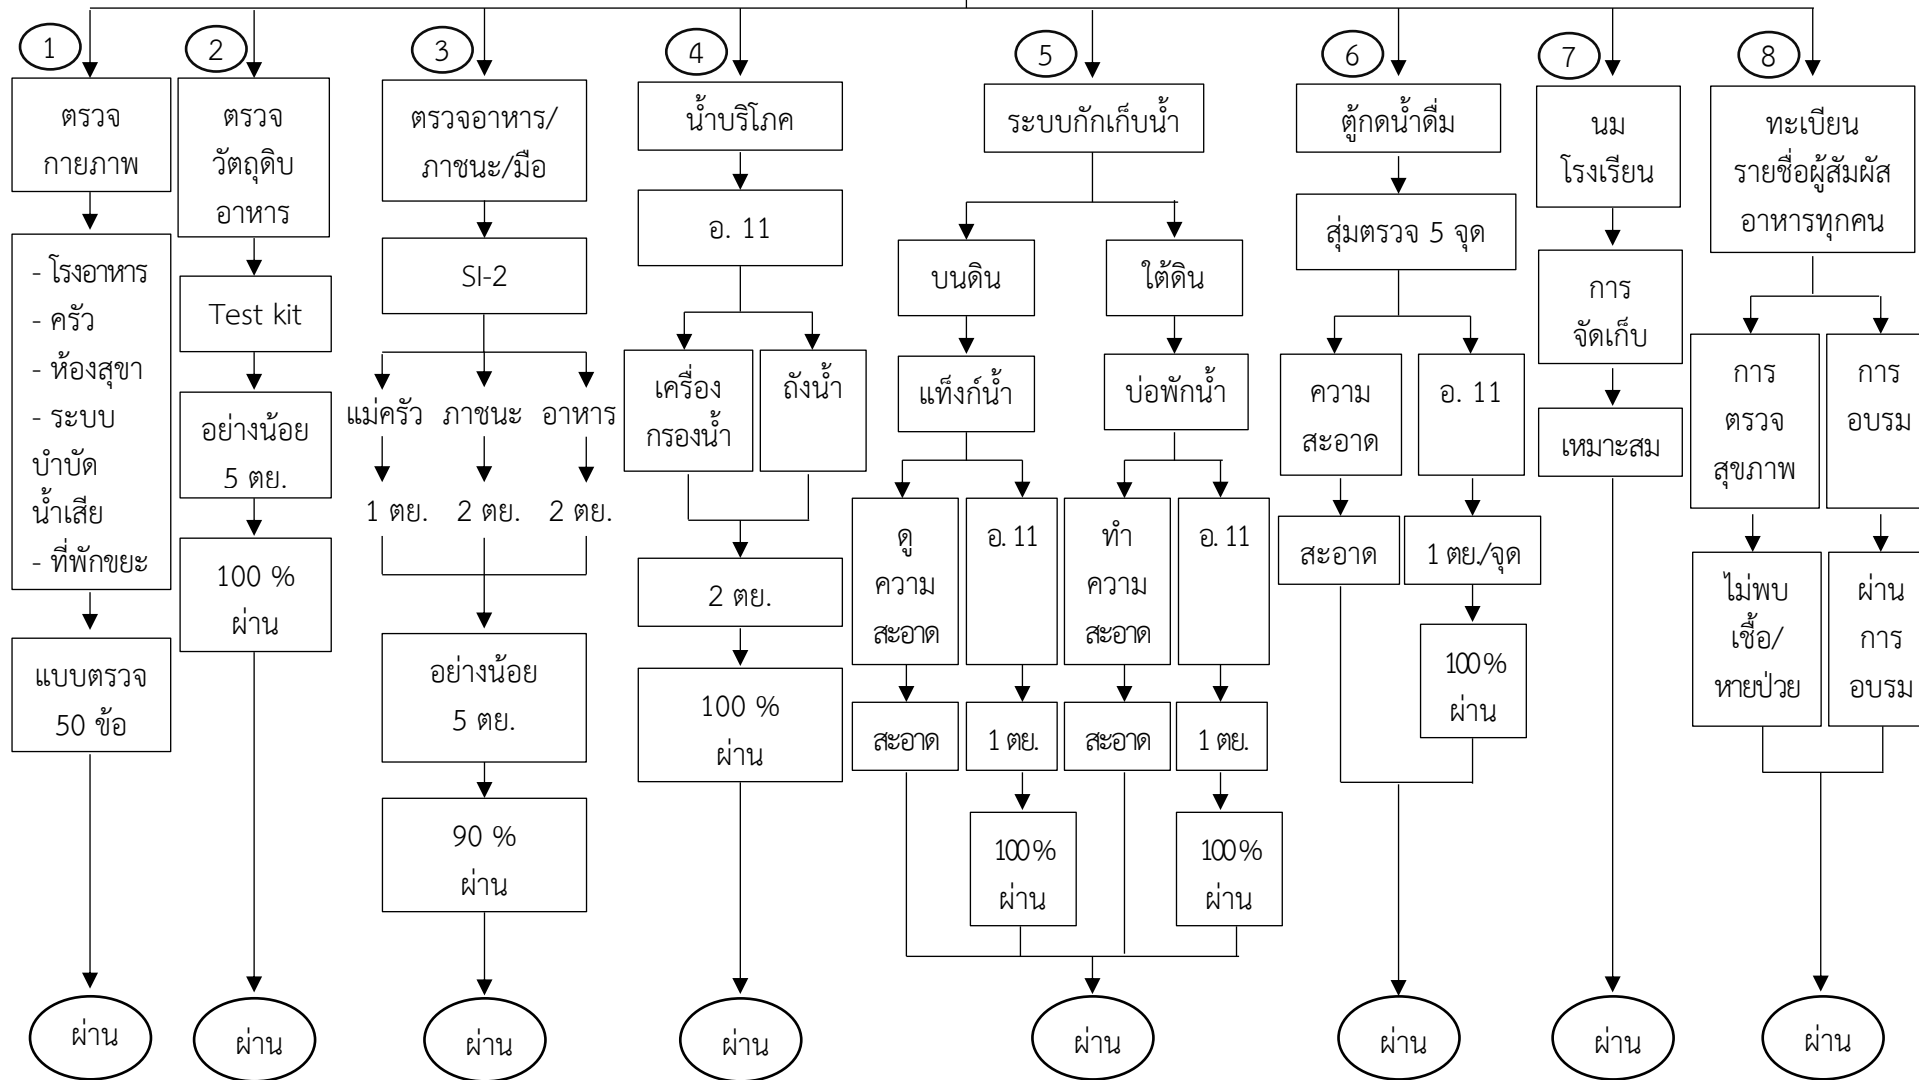 1
ตรวจ
กายภาพ
- โรงอาหาร
- ครัว
- ห้องสุขา
- ระบบ
บำบัด
น้ำเสีย
- ที่พักขยะ
แบบตรวจ
50 ข้อ
ผ่าน
2
ตรวจ
วัตถุดิบ
อาหาร
Test kit
อย่างน้อย
5 ตย.
100 %
ผ่าน
ผ่าน
3
ตรวจอาหาร/
ภาชนะ/มือ
SI-2
แม่ครัว
ภาชนะ
อาหาร
1 ตย.
2 ตย.
2 ตย.
อย่างน้อย
5 ตย.
90 %
ผ่าน
ผ่าน
4
น้ำบริโภค
อ. 11
เครื่อง
กรองน้ำ
ถังน้ำ
2 ตย.
100 %
ผ่าน
ผ่าน
5
ระบบกักเก็บน้ำ
บนดิน
แท็งก์น้ำ
ดู
ความ
สะอาด
สะอาด
อ. 11
1 ตย.
100%
ผ่าน
ใต้ดิน
บ่อพักน้ำ
ทำ
ความ
สะอาด
สะอาด
อ. 11
1 ตย.
100%
ผ่าน
ผ่าน
6
ตู้กดน้ำดื่ม
สุ่มตรวจ 5 จุด
ความ
สะอาด
สะอาด
อ. 11
1 ตย./จุด
100%
ผ่าน
ผ่าน
7
นม
โรงเรียน
การ
จัดเก็บ
เหมาะสม
ผ่าน
8
ทะเบียน
รายชื่อผู้สัมผัส
อาหารทุกคน
การ
ตรวจ
สุขภาพ
ไม่พบ
เชื้อ/
หายป่วย
การ
อบรม
ผ่าน
การ
อบรม
ผ่าน